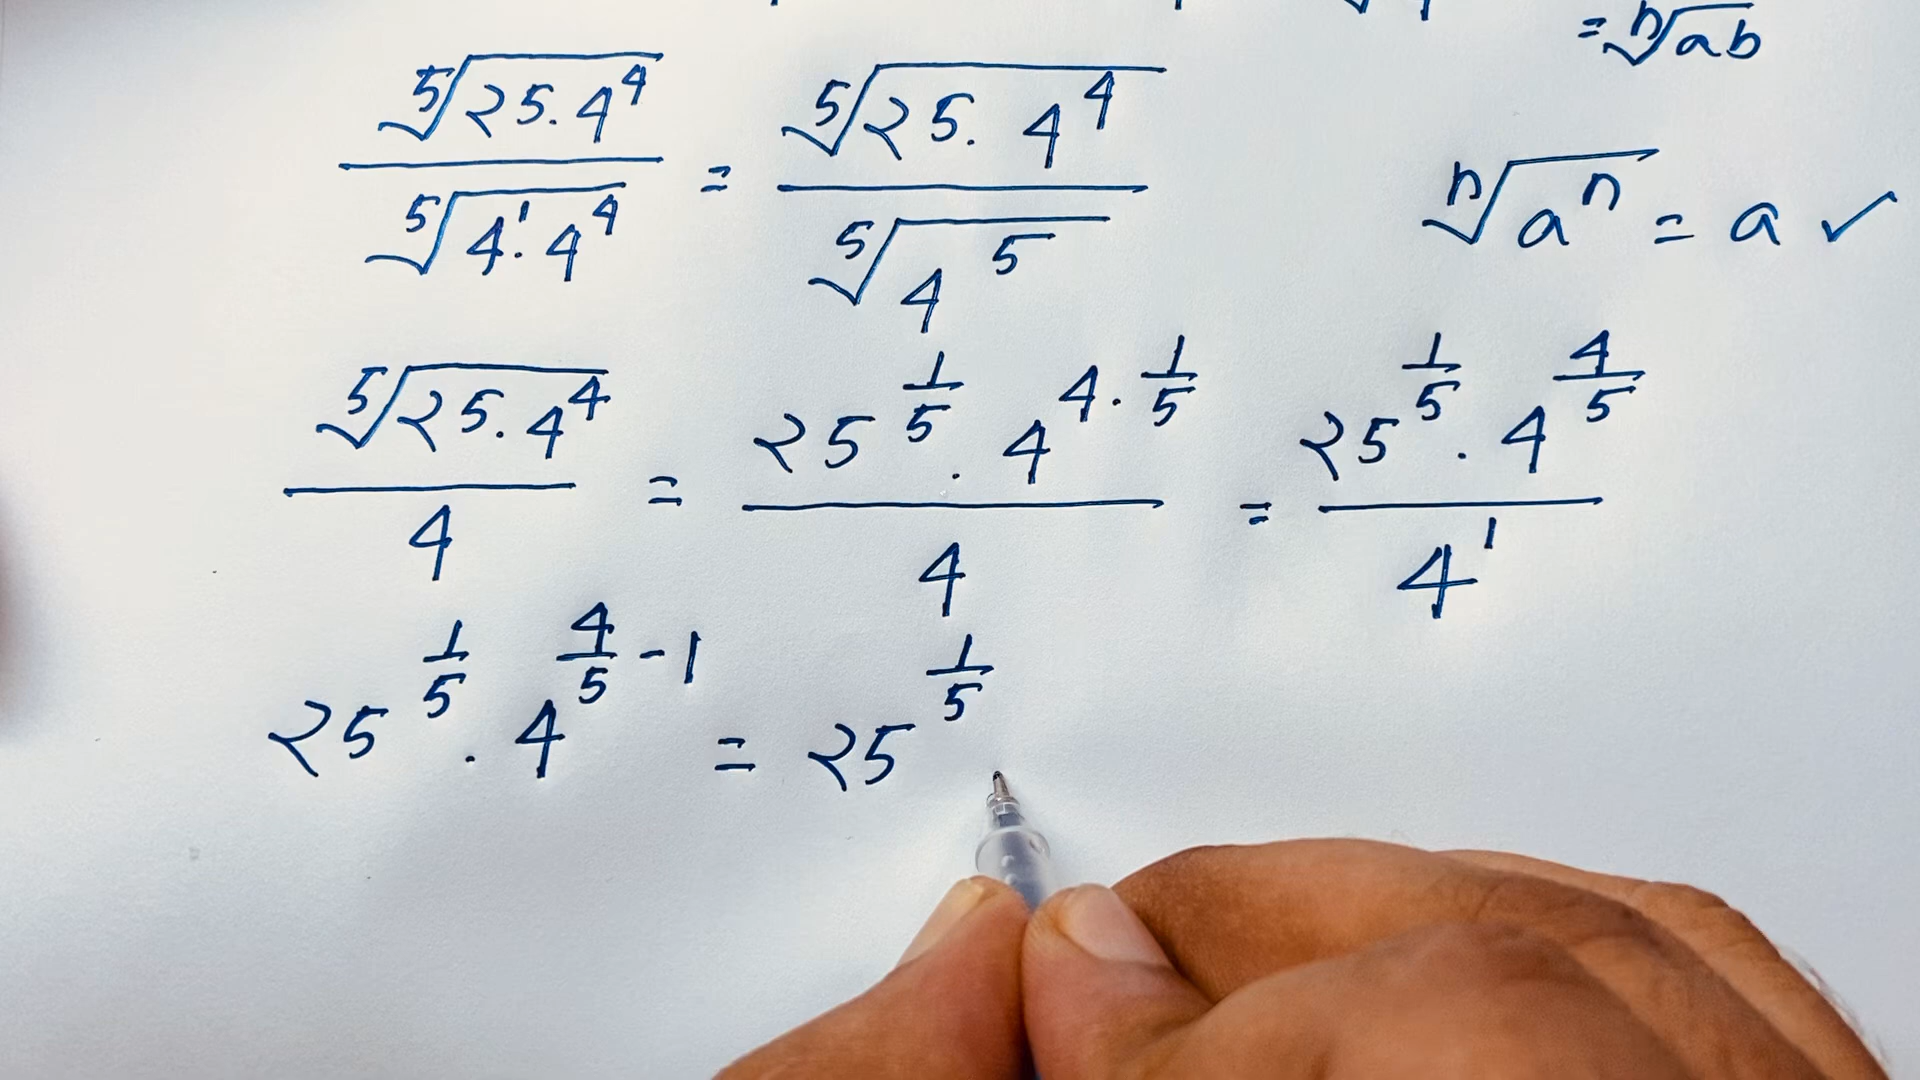 = ⁿ√ab
⁵√(25.4⁴) / ⁵√(4¹.4⁴) = ⁵√(25.4⁴) / ⁵√(4⁵)
ⁿ√(aⁿ) = a ✓
⁵√(25.4⁴) / 4 = 25^(1/5) . 4^(4.1/5) / 4 = 25^(1/5) . 4^(4/5) / 4¹
25^(1/5) . 4^(4/5 - 1) = 25^(1/5)